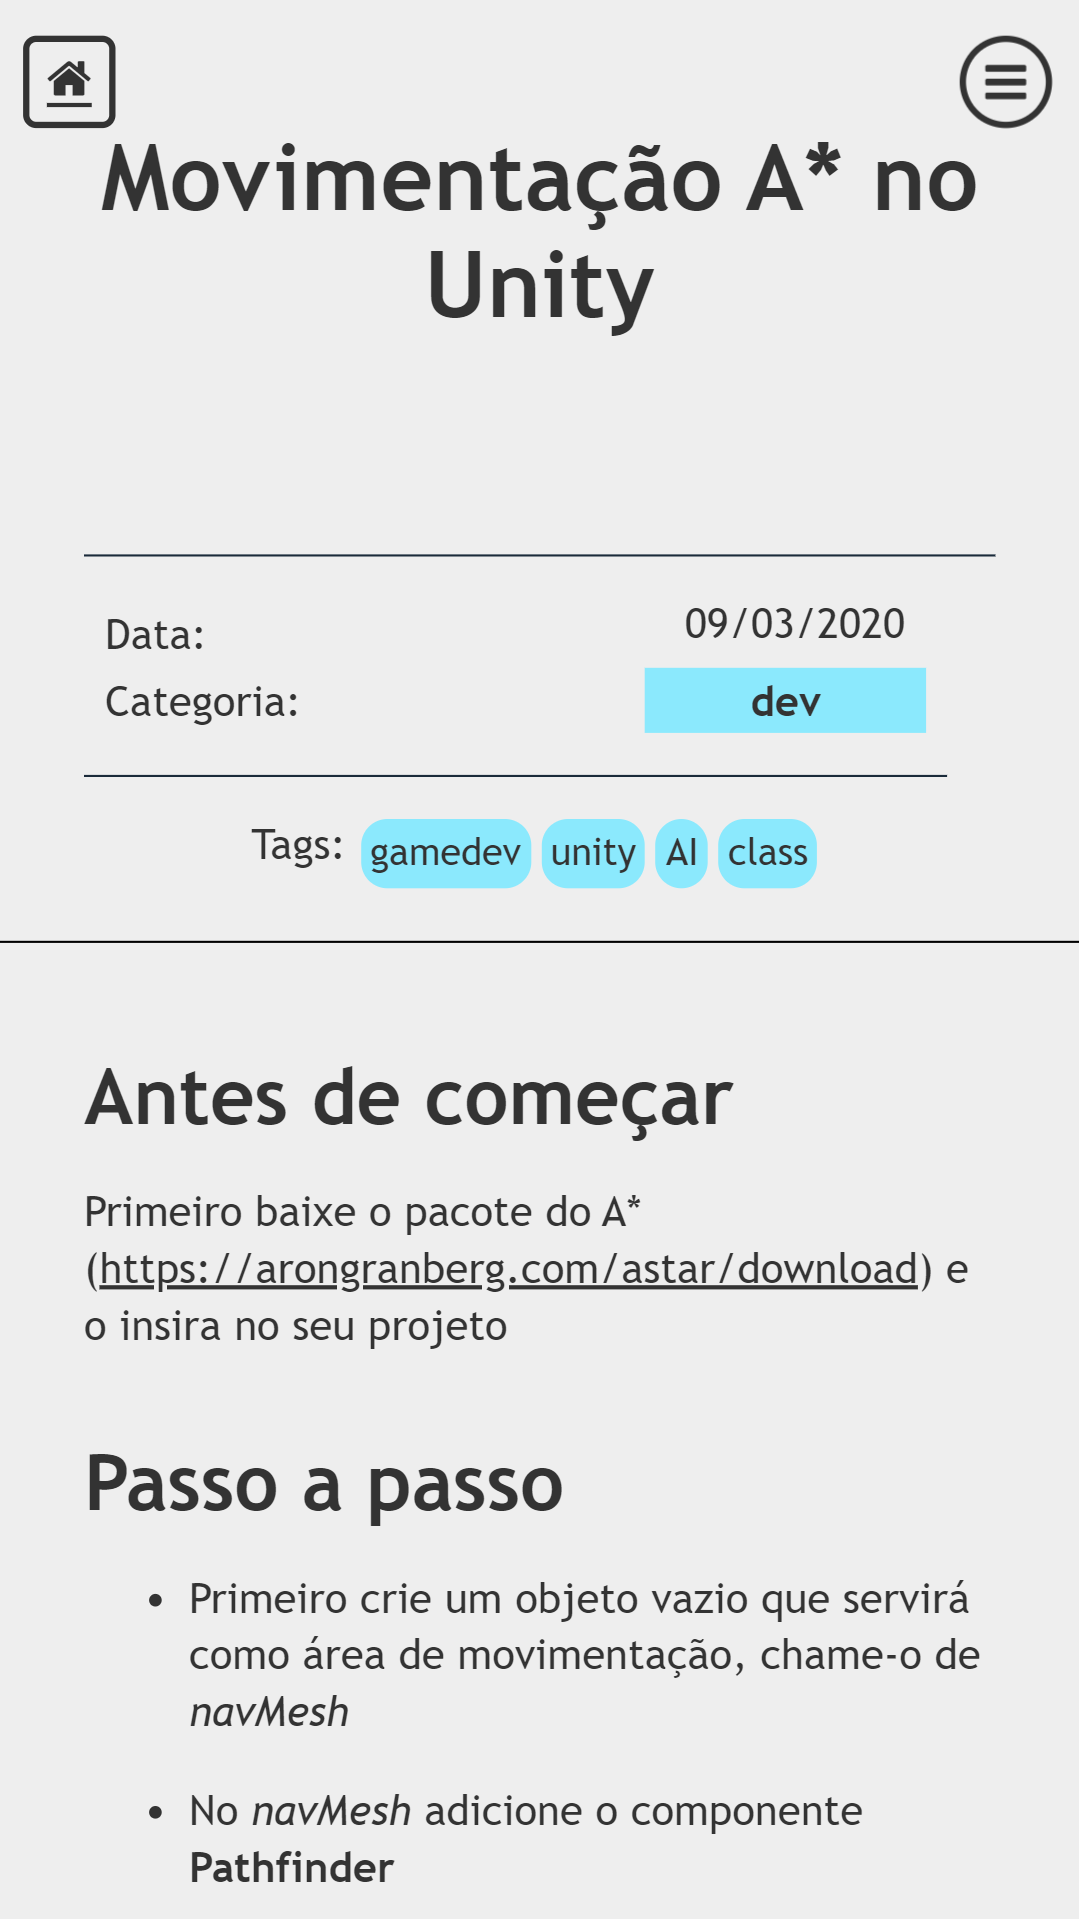 Movimentação A* no
Unity
Data:
09/03/2020
Categoria:
dev
Tags: gamedev unity AI class
Antes de começar
Primeiro baixe o pacote do A*
(https://arongranberg.com/astar/download) e
o insira no seu projeto
Passo a passo
• Primeiro crie um objeto vazio que servirá
como área de movimentação, chame-o de
navMesh
• No navMesh adicione o componente
Pathfinder